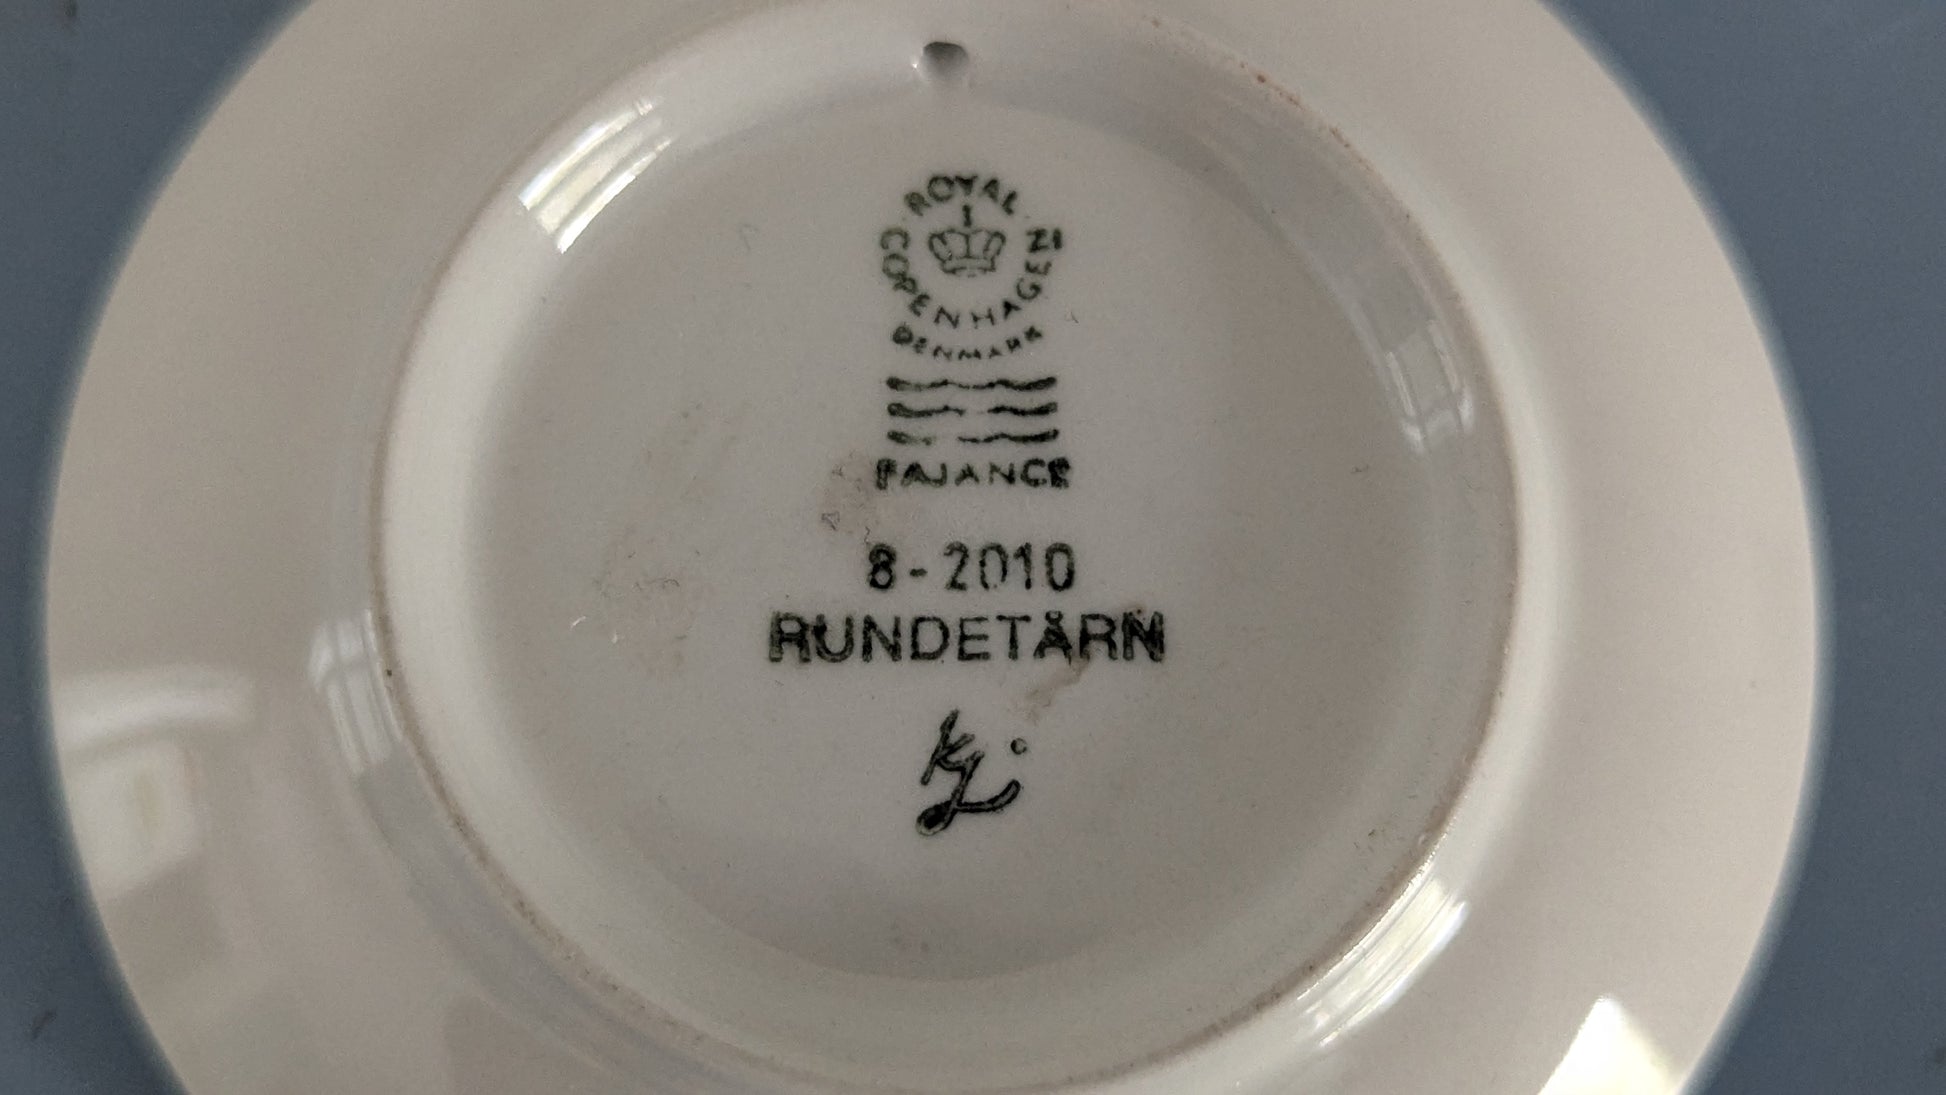 ROYAL
COPENHAGEN
DENMARK
FAJANCE
8-2010
RUNDETÅRN